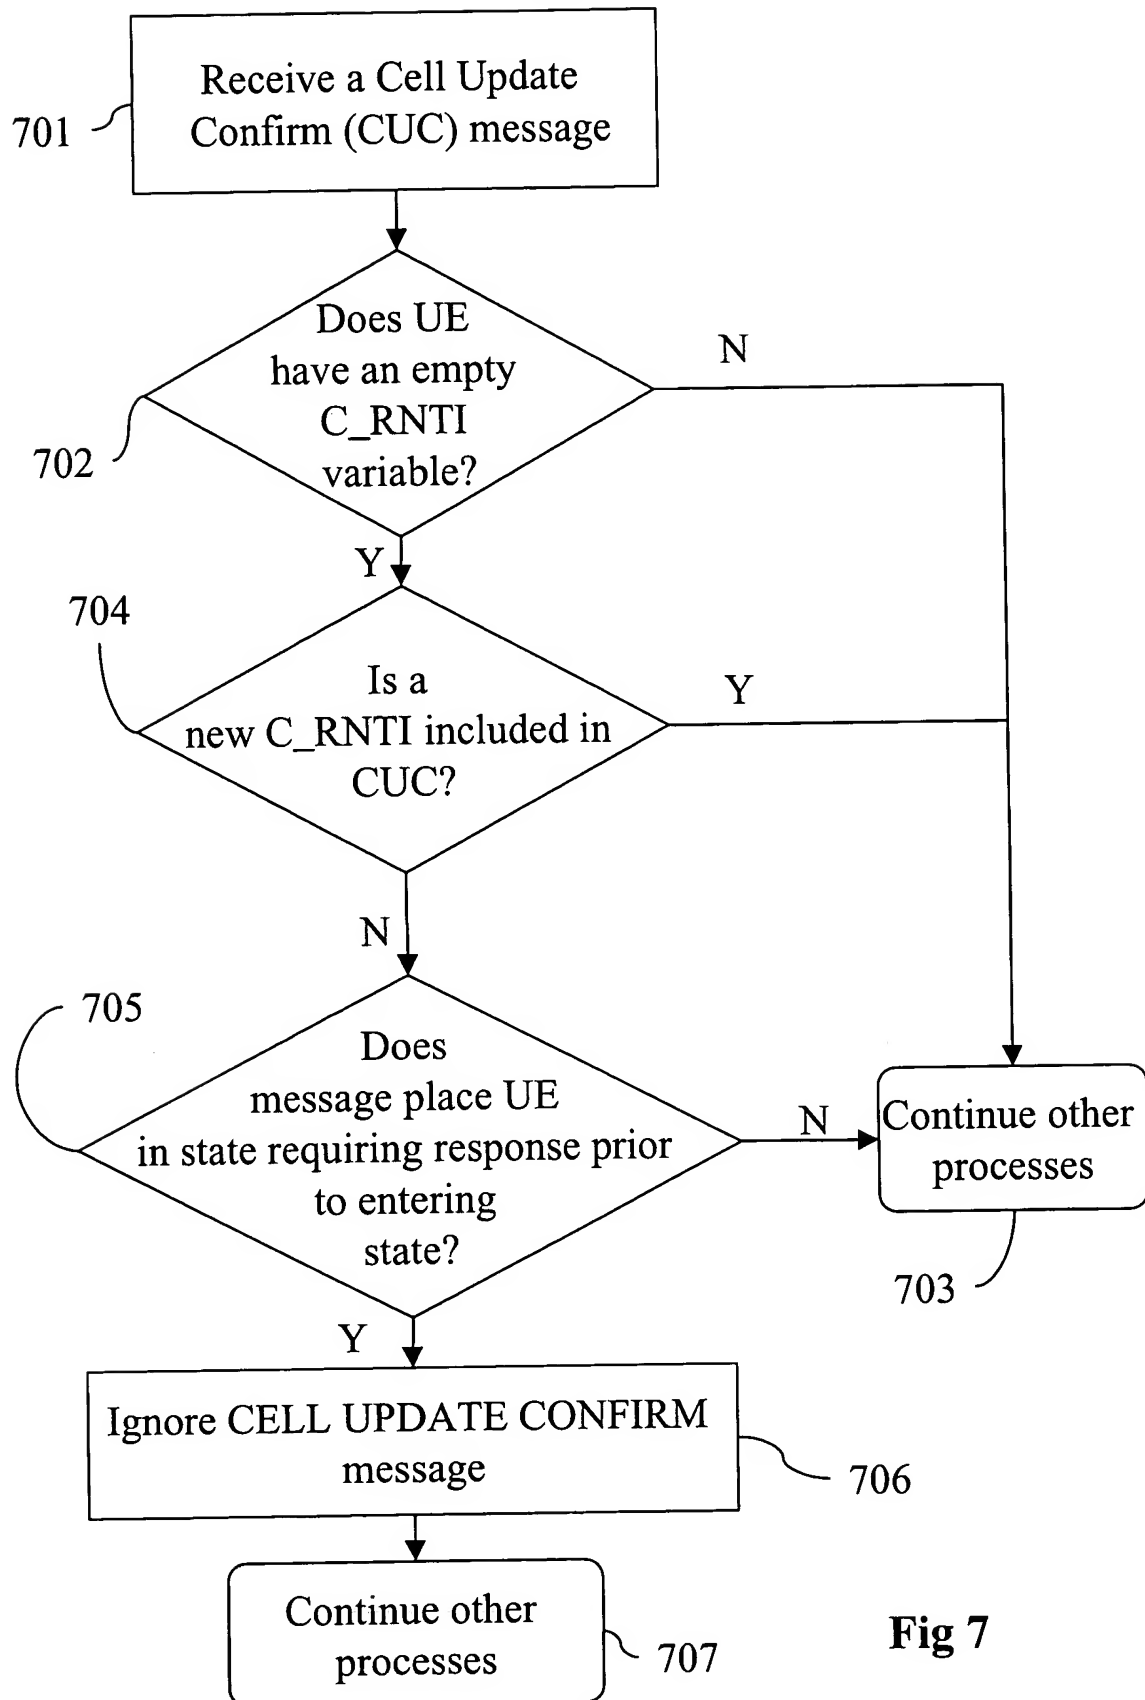 Receive a Cell Update
Confirm (CUC) message
701
Does UE
have an empty
C_RNTI
variable?
N
702
Y
704
Is a
new C_RNTI included in
CUC?
Y
N
705
Does
message place UE
in state requiring response prior
to entering
state?
N
Continue other
processes
703
Y
Ignore CELL UPDATE CONFIRM
message
706
Continue other
processes
707
Fig 7